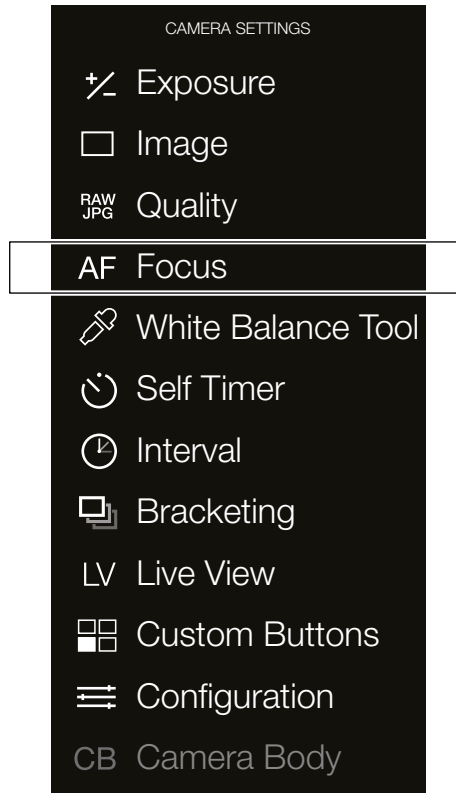 CAMERA SETTINGS
+/– Exposure
Image
RAW JPG Quality
AF Focus
White Balance Tool
Self Timer
Interval
Bracketing
LV Live View
Custom Buttons
Configuration
CB Camera Body